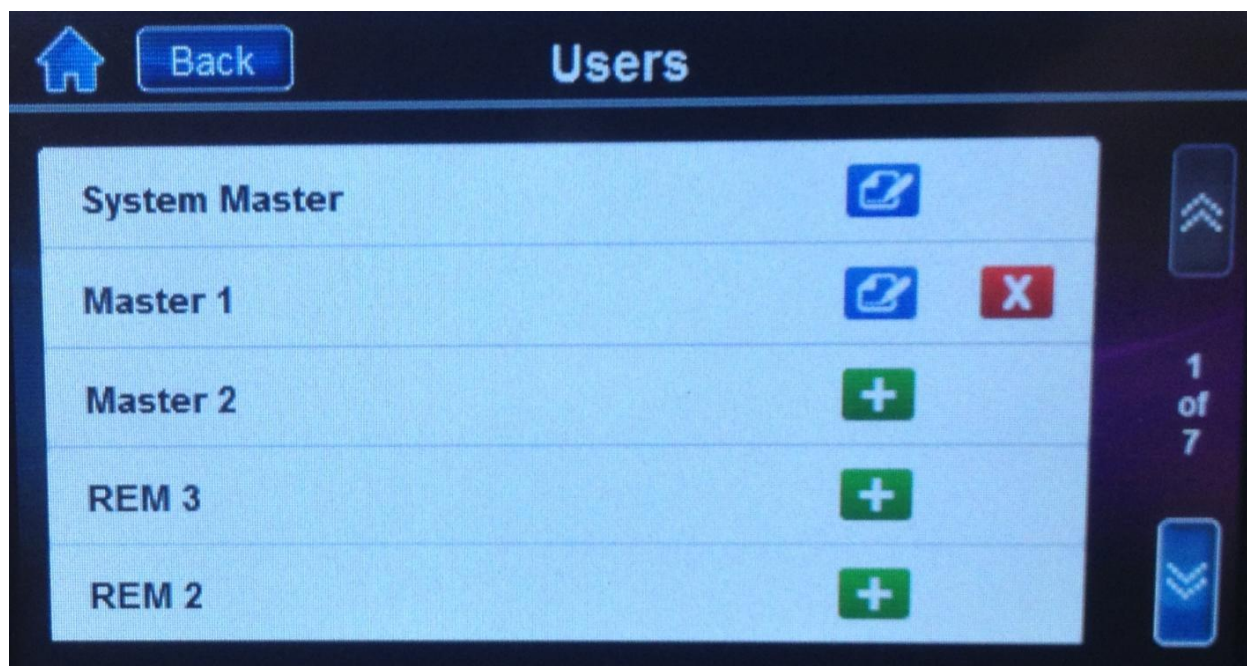 Back
Users
System Master
Master 1
X
Master 2
REM 3
REM 2
1
of
7